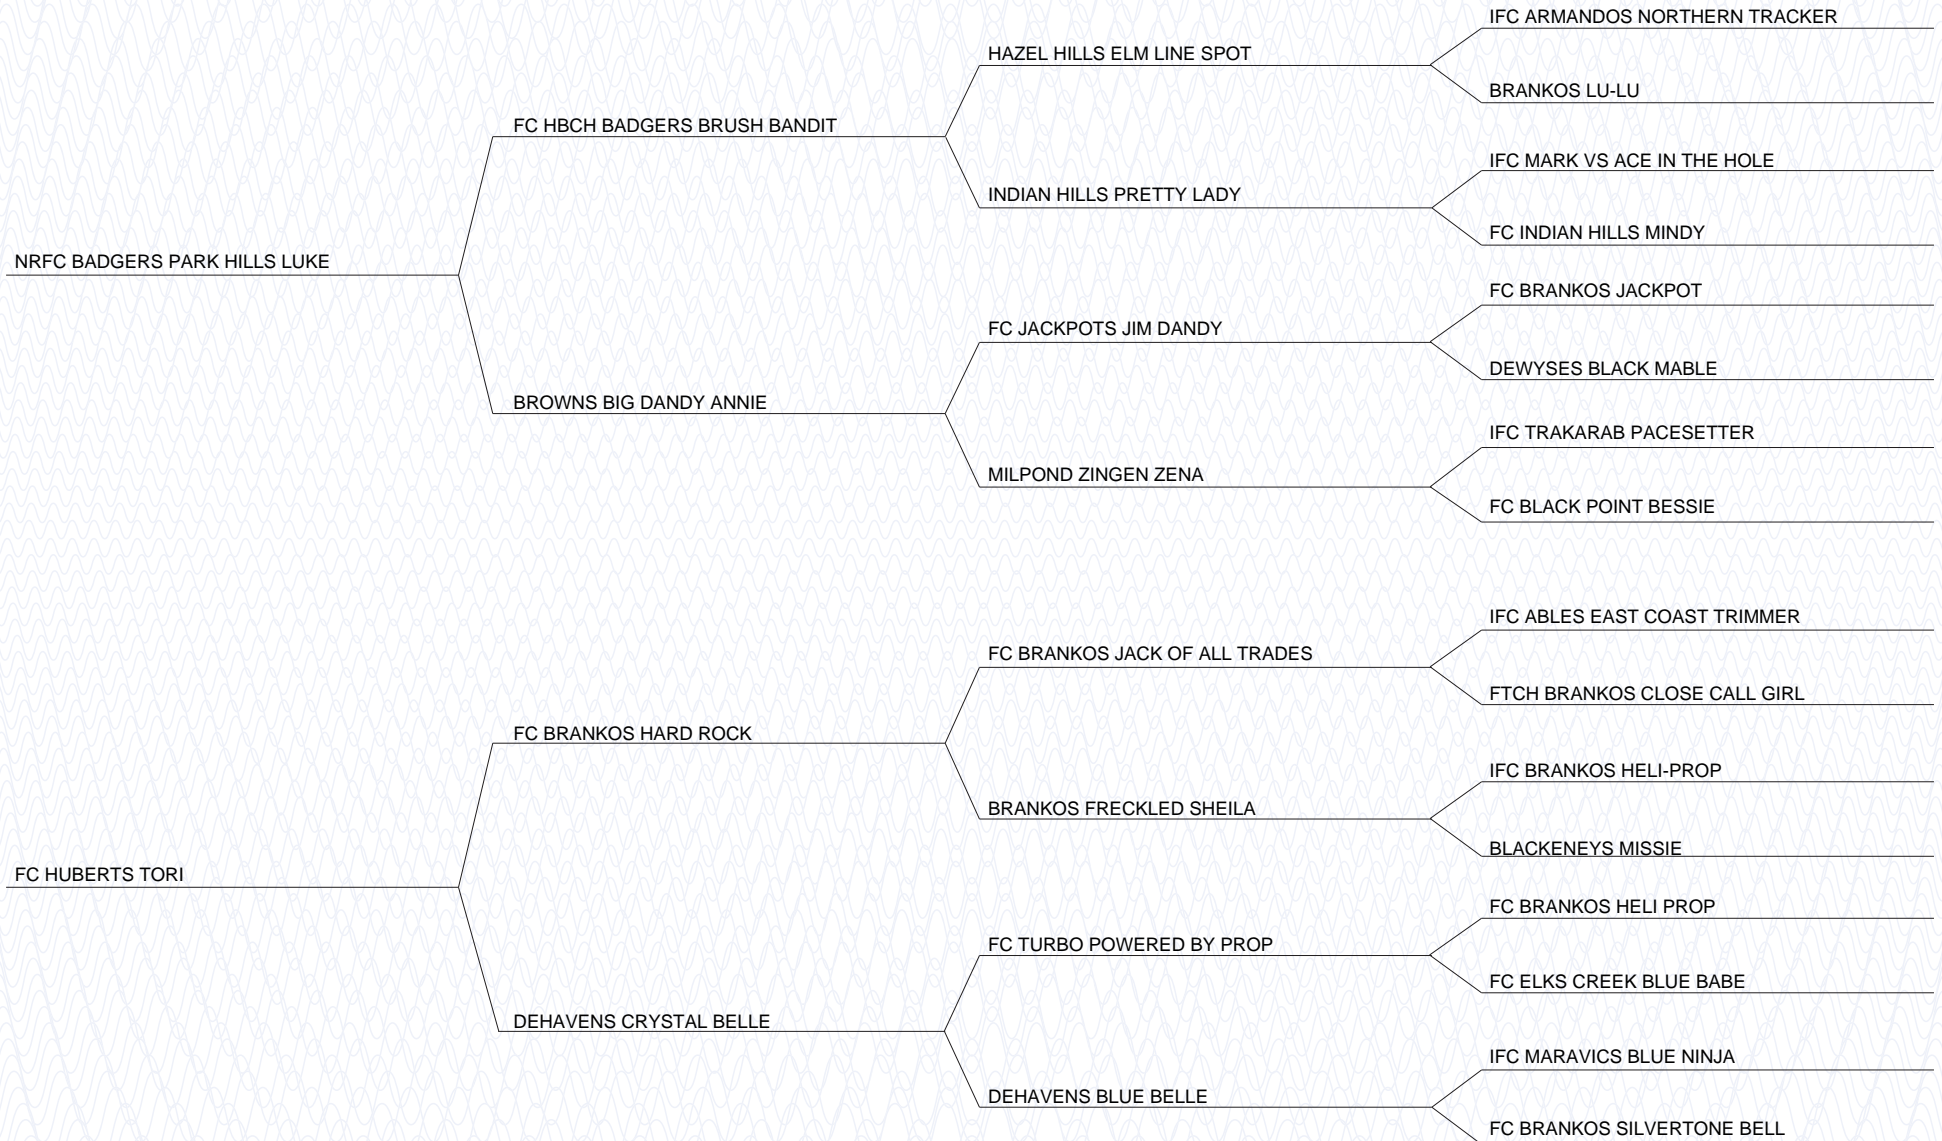 IFC ARMANDOS NORTHERN TRACKER
HAZEL HILLS ELM LINE SPOT
BRANKOS LU-LU
FC HBCH BADGERS BRUSH BANDIT
IFC MARK VS ACE IN THE HOLE
INDIAN HILLS PRETTY LADY
FC INDIAN HILLS MINDY
NRFC BADGERS PARK HILLS LUKE
FC BRANKOS JACKPOT
FC JACKPOTS JIM DANDY
DEWYSES BLACK MABLE
BROWNS BIG DANDY ANNIE
IFC TRAKARAB PACESETTER
MILPOND ZINGEN ZENA
FC BLACK POINT BESSIE
IFC ABLES EAST COAST TRIMMER
FC BRANKOS JACK OF ALL TRADES
FTCH BRANKOS CLOSE CALL GIRL
FC BRANKOS HARD ROCK
IFC BRANKOS HELI-PROP
BRANKOS FRECKLED SHEILA
BLACKENEYS MISSIE
FC HUBERTS TORI
FC BRANKOS HELI PROP
FC TURBO POWERED BY PROP
FC ELKS CREEK BLUE BABE
DEHAVENS CRYSTAL BELLE
IFC MARAVICS BLUE NINJA
DEHAVENS BLUE BELLE
FC BRANKOS SILVERTONE BELL